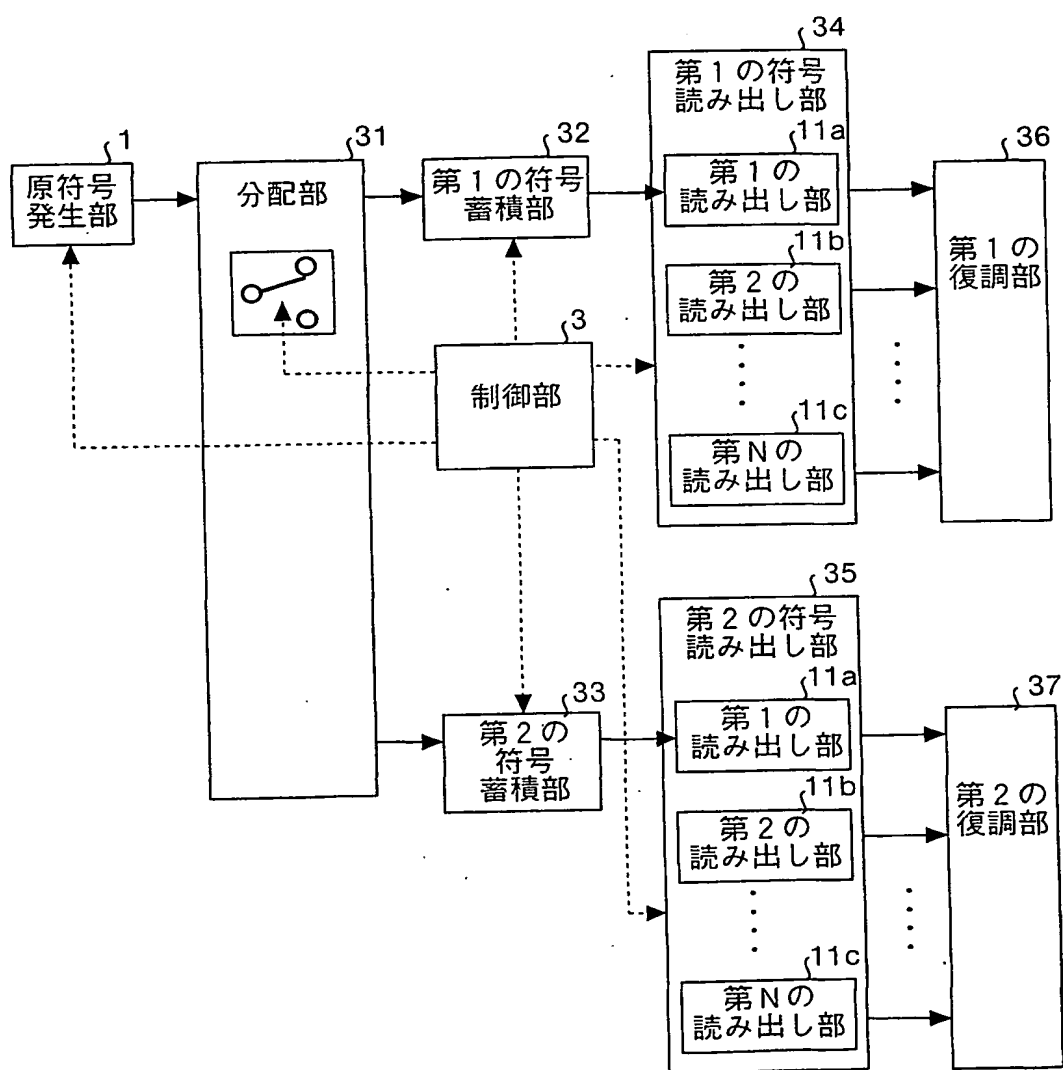 34
第1の符号
読み出し部
1
31
32
11a
36
原符号
発生部
分配部
第1の符号
蓄積部
第1の
読み出し部
第1の
復調部
11b
第2の
読み出し部
3
制御部
11c
第Nの
読み出し部
35
第2の符号
読み出し部
33
11a
37
第2の
符号
蓄積部
第1の
読み出し部
第2の
復調部
11b
第2の
読み出し部
11c
第Nの
読み出し部